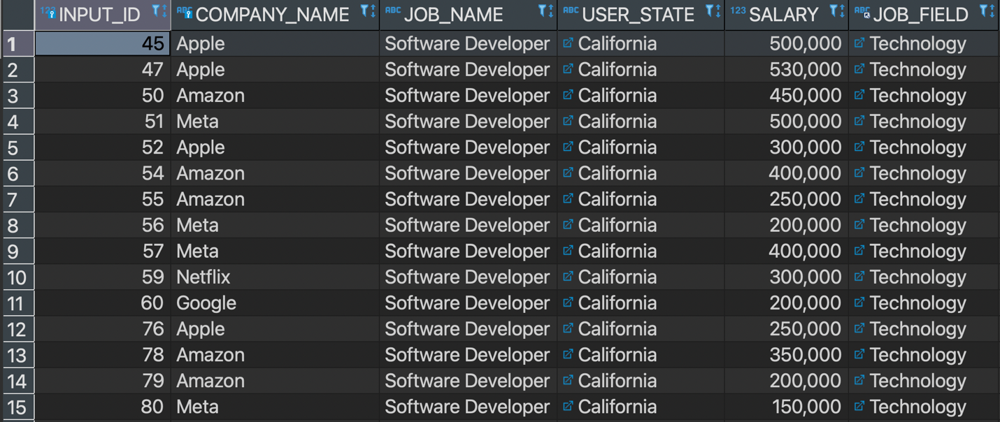 123 INPUT_ID ABC COMPANY_NAME ABC JOB_NAME ABC USER_STATE 123 SALARY ABC JOB_FIELD
1 45 Apple Software Developer California 500,000 Technology
2 47 Apple Software Developer California 530,000 Technology
3 50 Amazon Software Developer California 450,000 Technology
4 51 Meta Software Developer California 500,000 Technology
5 52 Apple Software Developer California 300,000 Technology
6 54 Amazon Software Developer California 400,000 Technology
7 55 Amazon Software Developer California 250,000 Technology
8 56 Meta Software Developer California 200,000 Technology
9 57 Meta Software Developer California 400,000 Technology
10 59 Netflix Software Developer California 300,000 Technology
11 60 Google Software Developer California 200,000 Technology
12 76 Apple Software Developer California 250,000 Technology
13 78 Amazon Software Developer California 350,000 Technology
14 79 Amazon Software Developer California 200,000 Technology
15 80 Meta Software Developer California 150,000 Technology